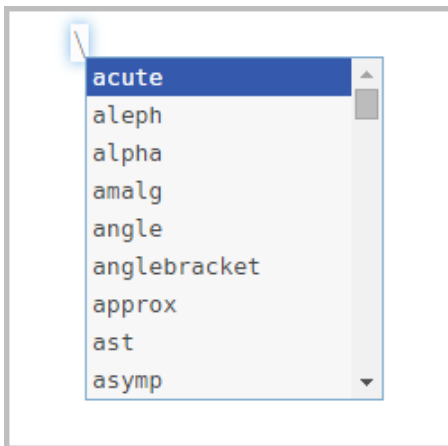 \
acute
aleph
alpha
amalg
angle
anglebracket
approx
ast
asymp